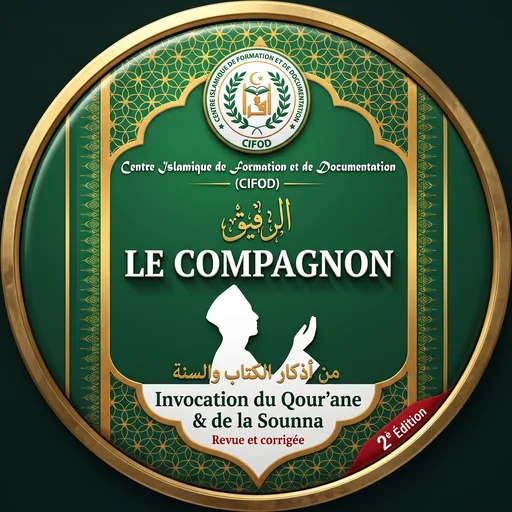 CENTRE ISLAMIQUE DE FORMATION ET DE DOCUMENTATION
CIFOD
Centre Islamique de Formation et de Documentation
(CIFOD)
الرفيق
LE COMPAGNON
من أذكار الكتاب والسنة
Invocation du Qour'ane
& de la Sounna
Revue et corrigée
2e Édition